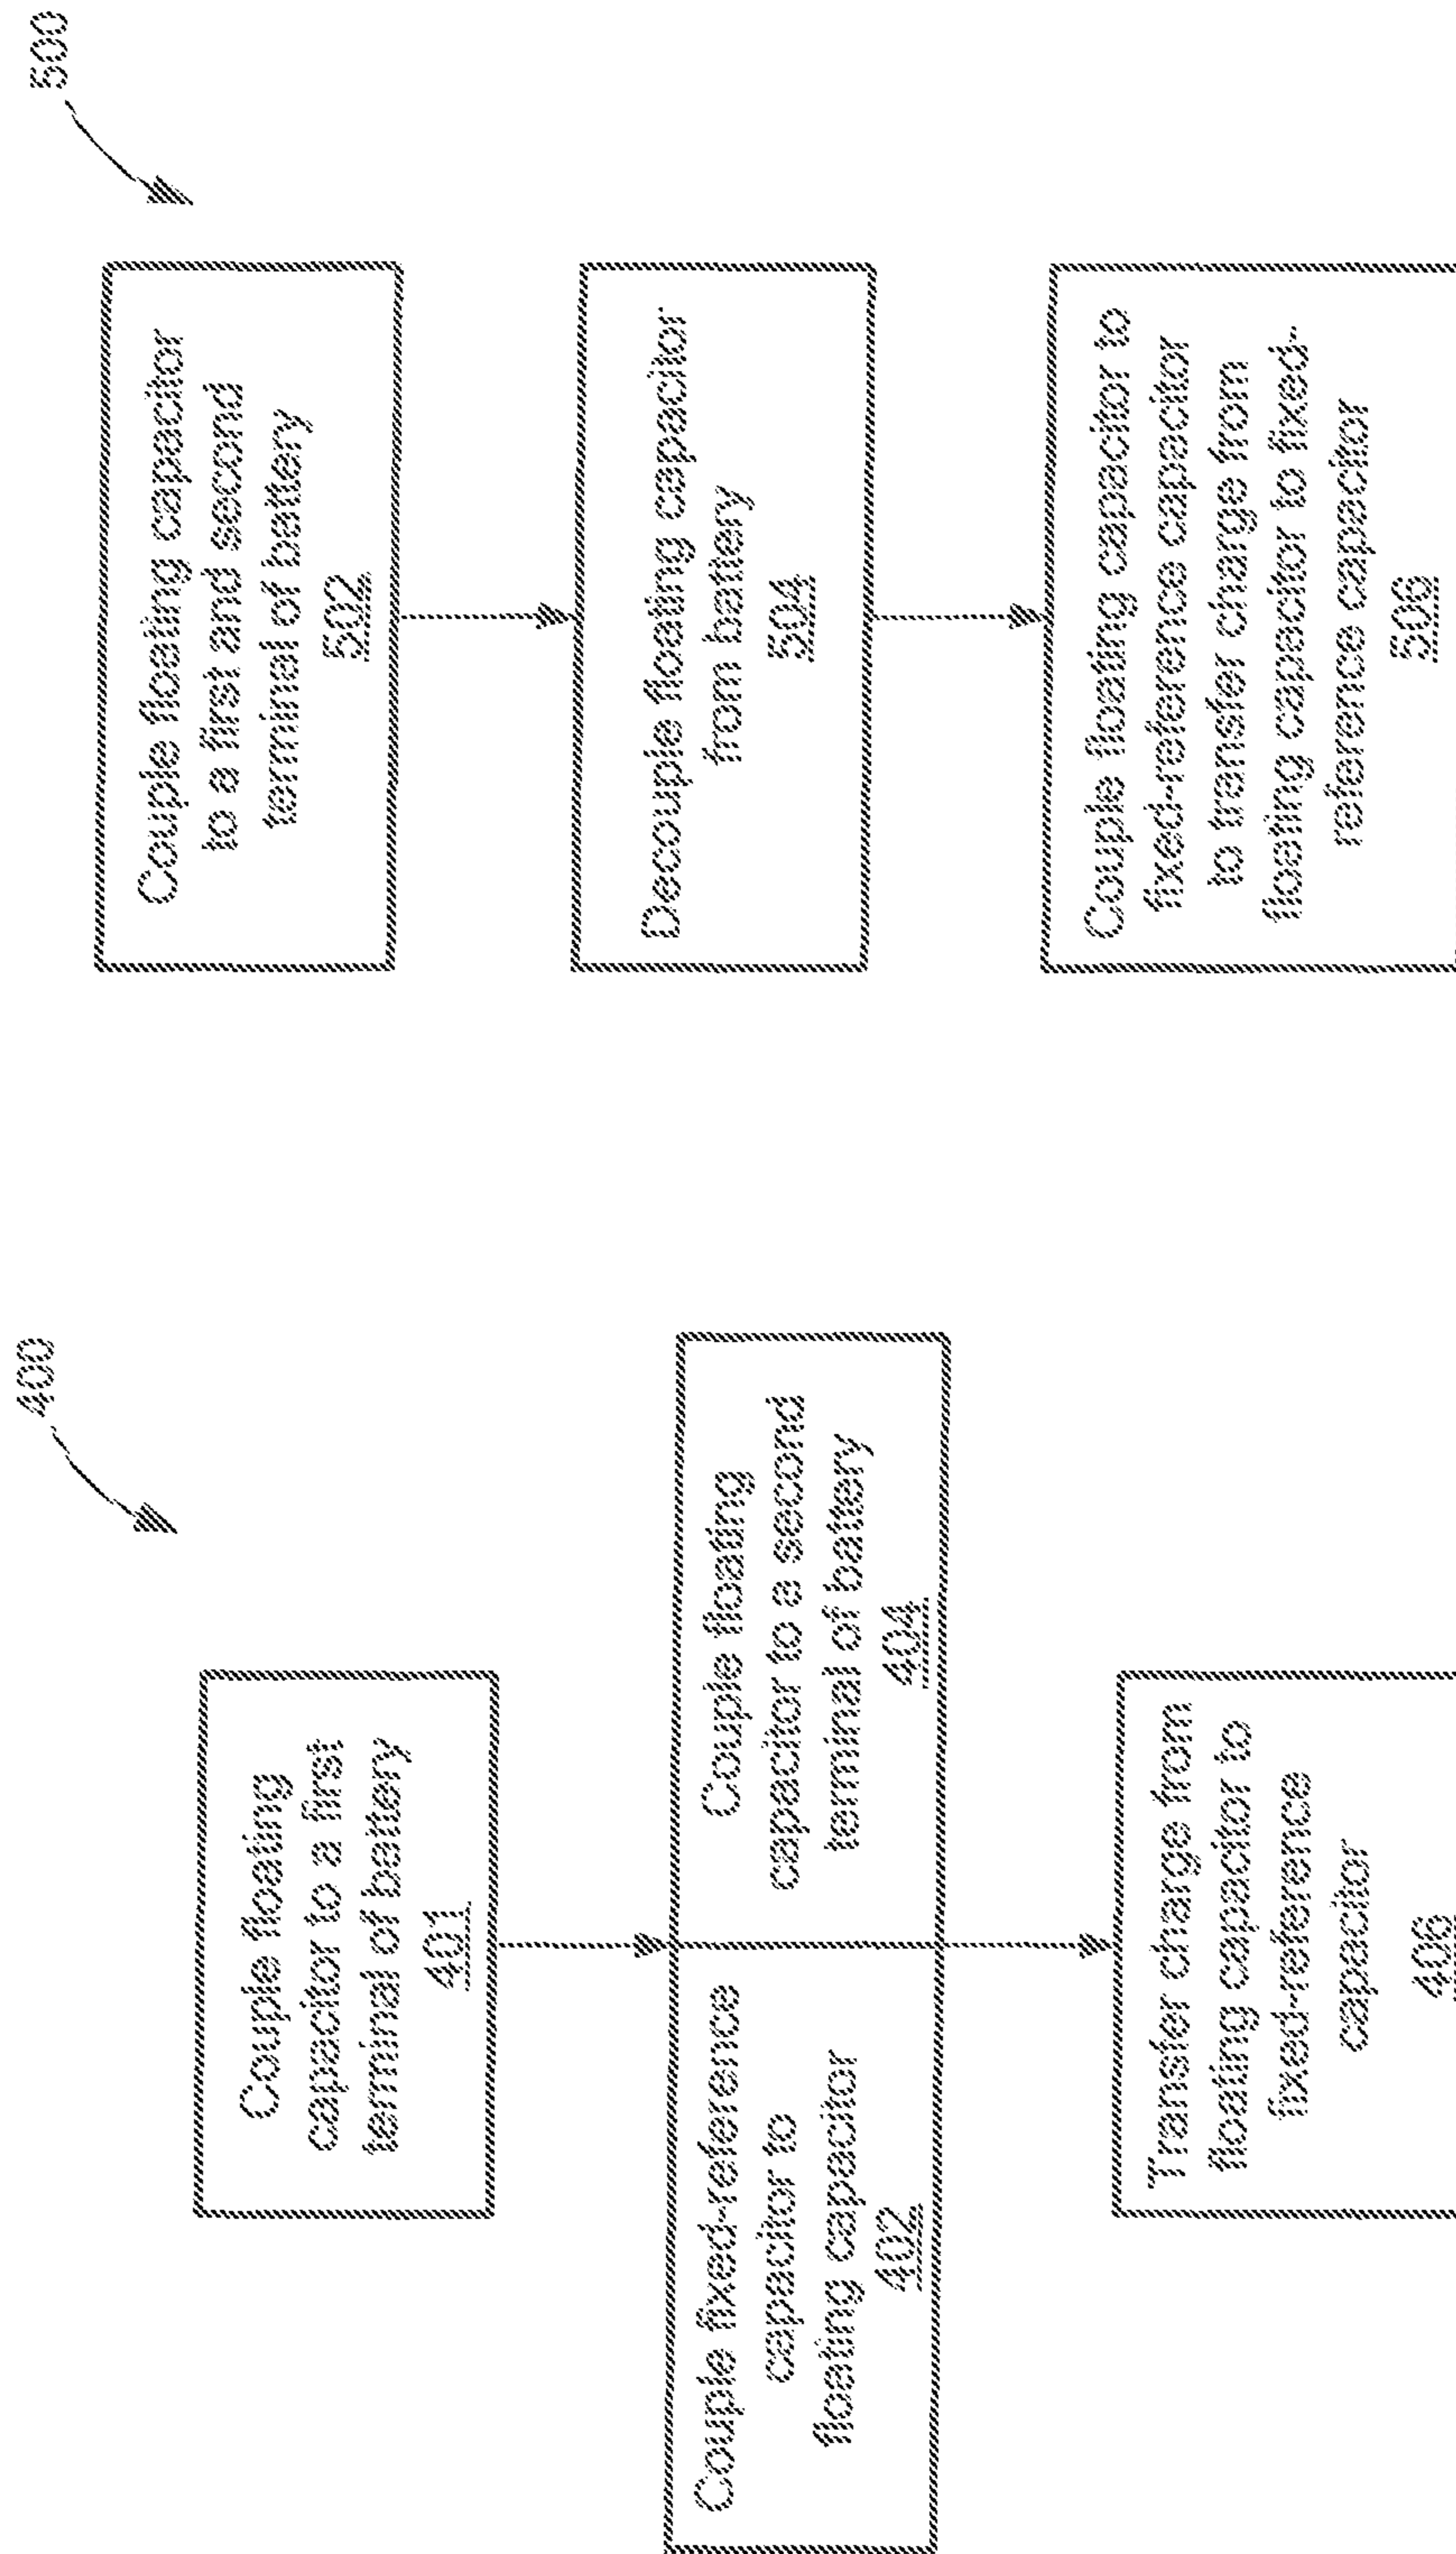 400
Couple floating
capacitor to a first
terminal of battery
401
Couple fixed-reference
capacitor to
floating capacitor
402
Couple floating
capacitor to a second
terminal of battery
404
Transfer charge from
floating capacitor to
fixed-reference
capacitor
406
500
Couple floating capacitor
to a first and second
terminal of battery
502
Decouple floating capacitor
from battery
504
Couple floating capacitor to
fixed-reference capacitor
to transfer charge from
floating capacitor to fixed-
reference capacitor
506